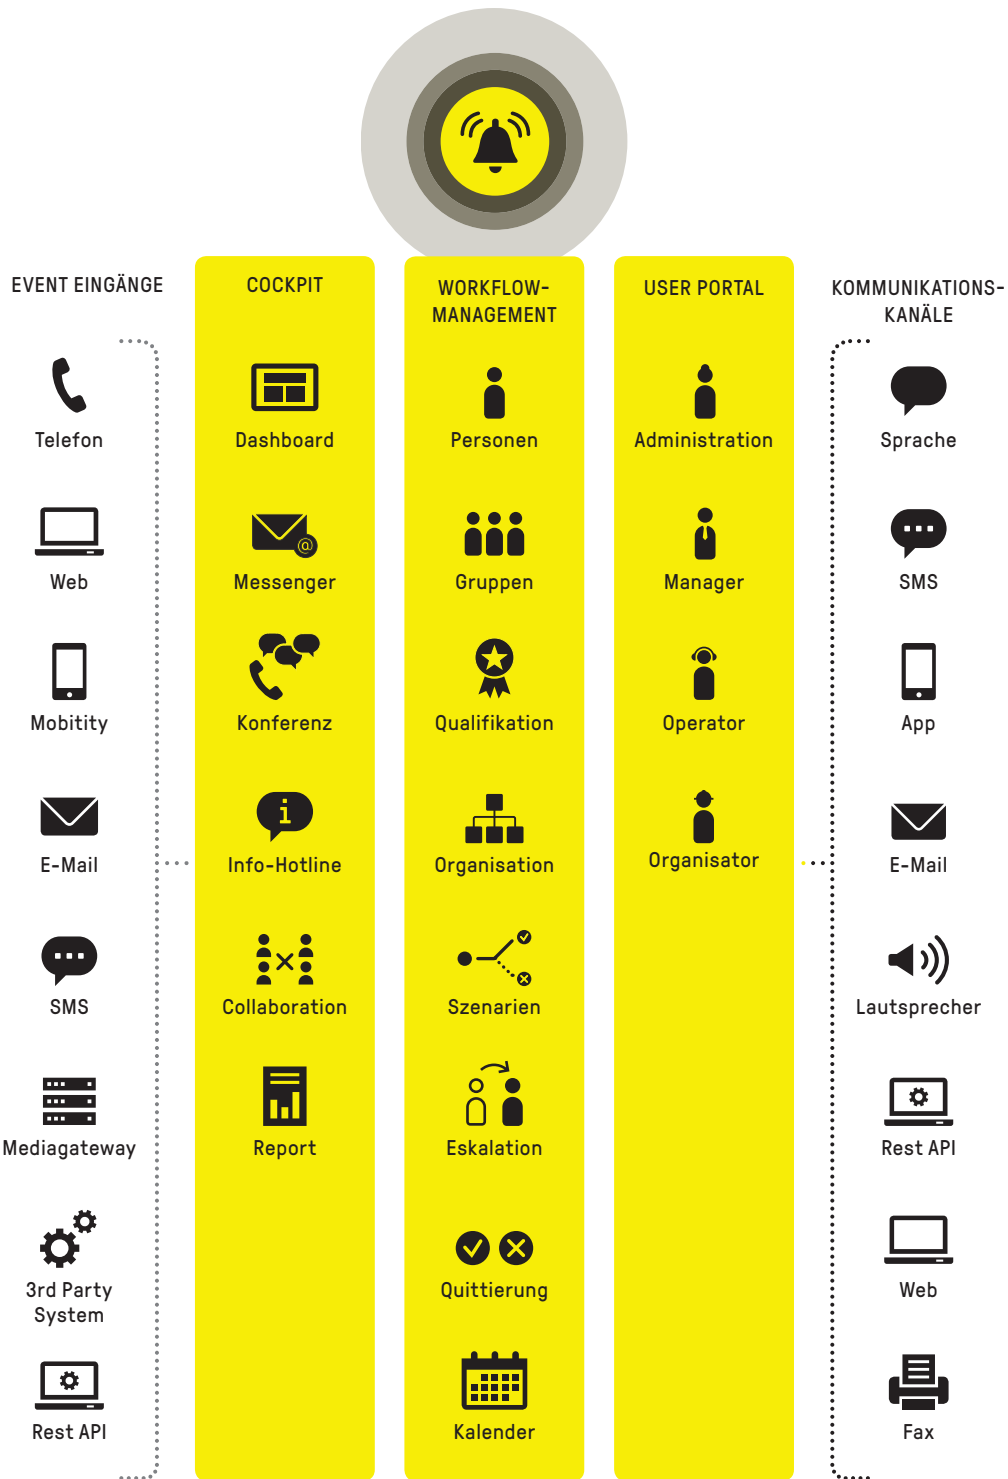 EVENT EINGÄNGE
Telefon
Web
Mobitity
E-Mail
SMS
Mediagateway
3rd Party
System
Rest API
COCKPIT
Dashboard
Messenger
@
Konferenz
i
Info-Hotline
Collaboration
Report
WORKFLOW-
MANAGEMENT
Personen
Gruppen
Qualifikation
Organisation
Szenarien
Eskalation
Quittierung
Kalender
USER PORTAL
Administration
Manager
Operator
Organisator
KOMMUNIKATIONS-
KANÄLE
Sprache
SMS
App
E-Mail
Lautsprecher
Rest API
Web
Fax